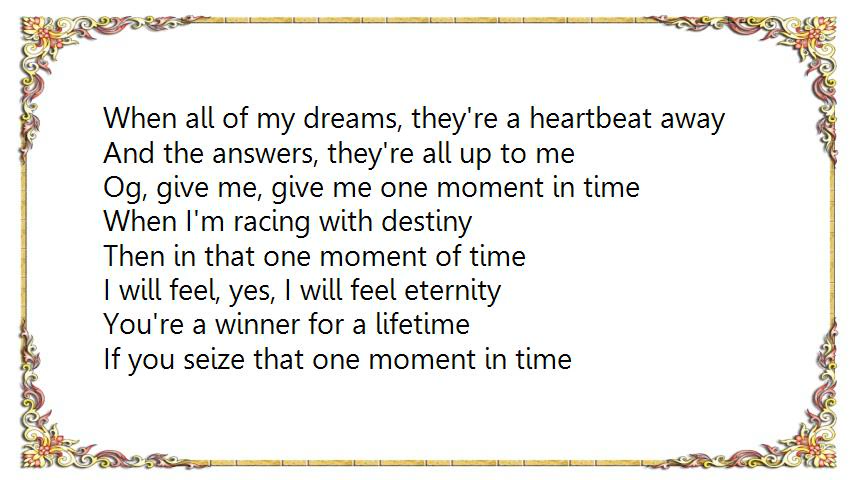 When all of my dreams, they're a heartbeat away
And the answers, they're all up to me
Og, give me, give me one moment in time
When I'm racing with destiny
Then in that one moment of time
I will feel, yes, I will feel eternity
You're a winner for a lifetime
If you seize that one moment in time